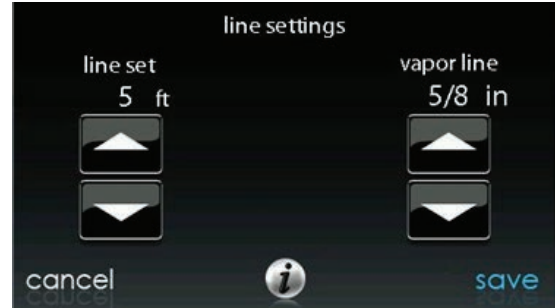 line settings
line set
5 ft
vapor line
5/8 in
cancel
i
save